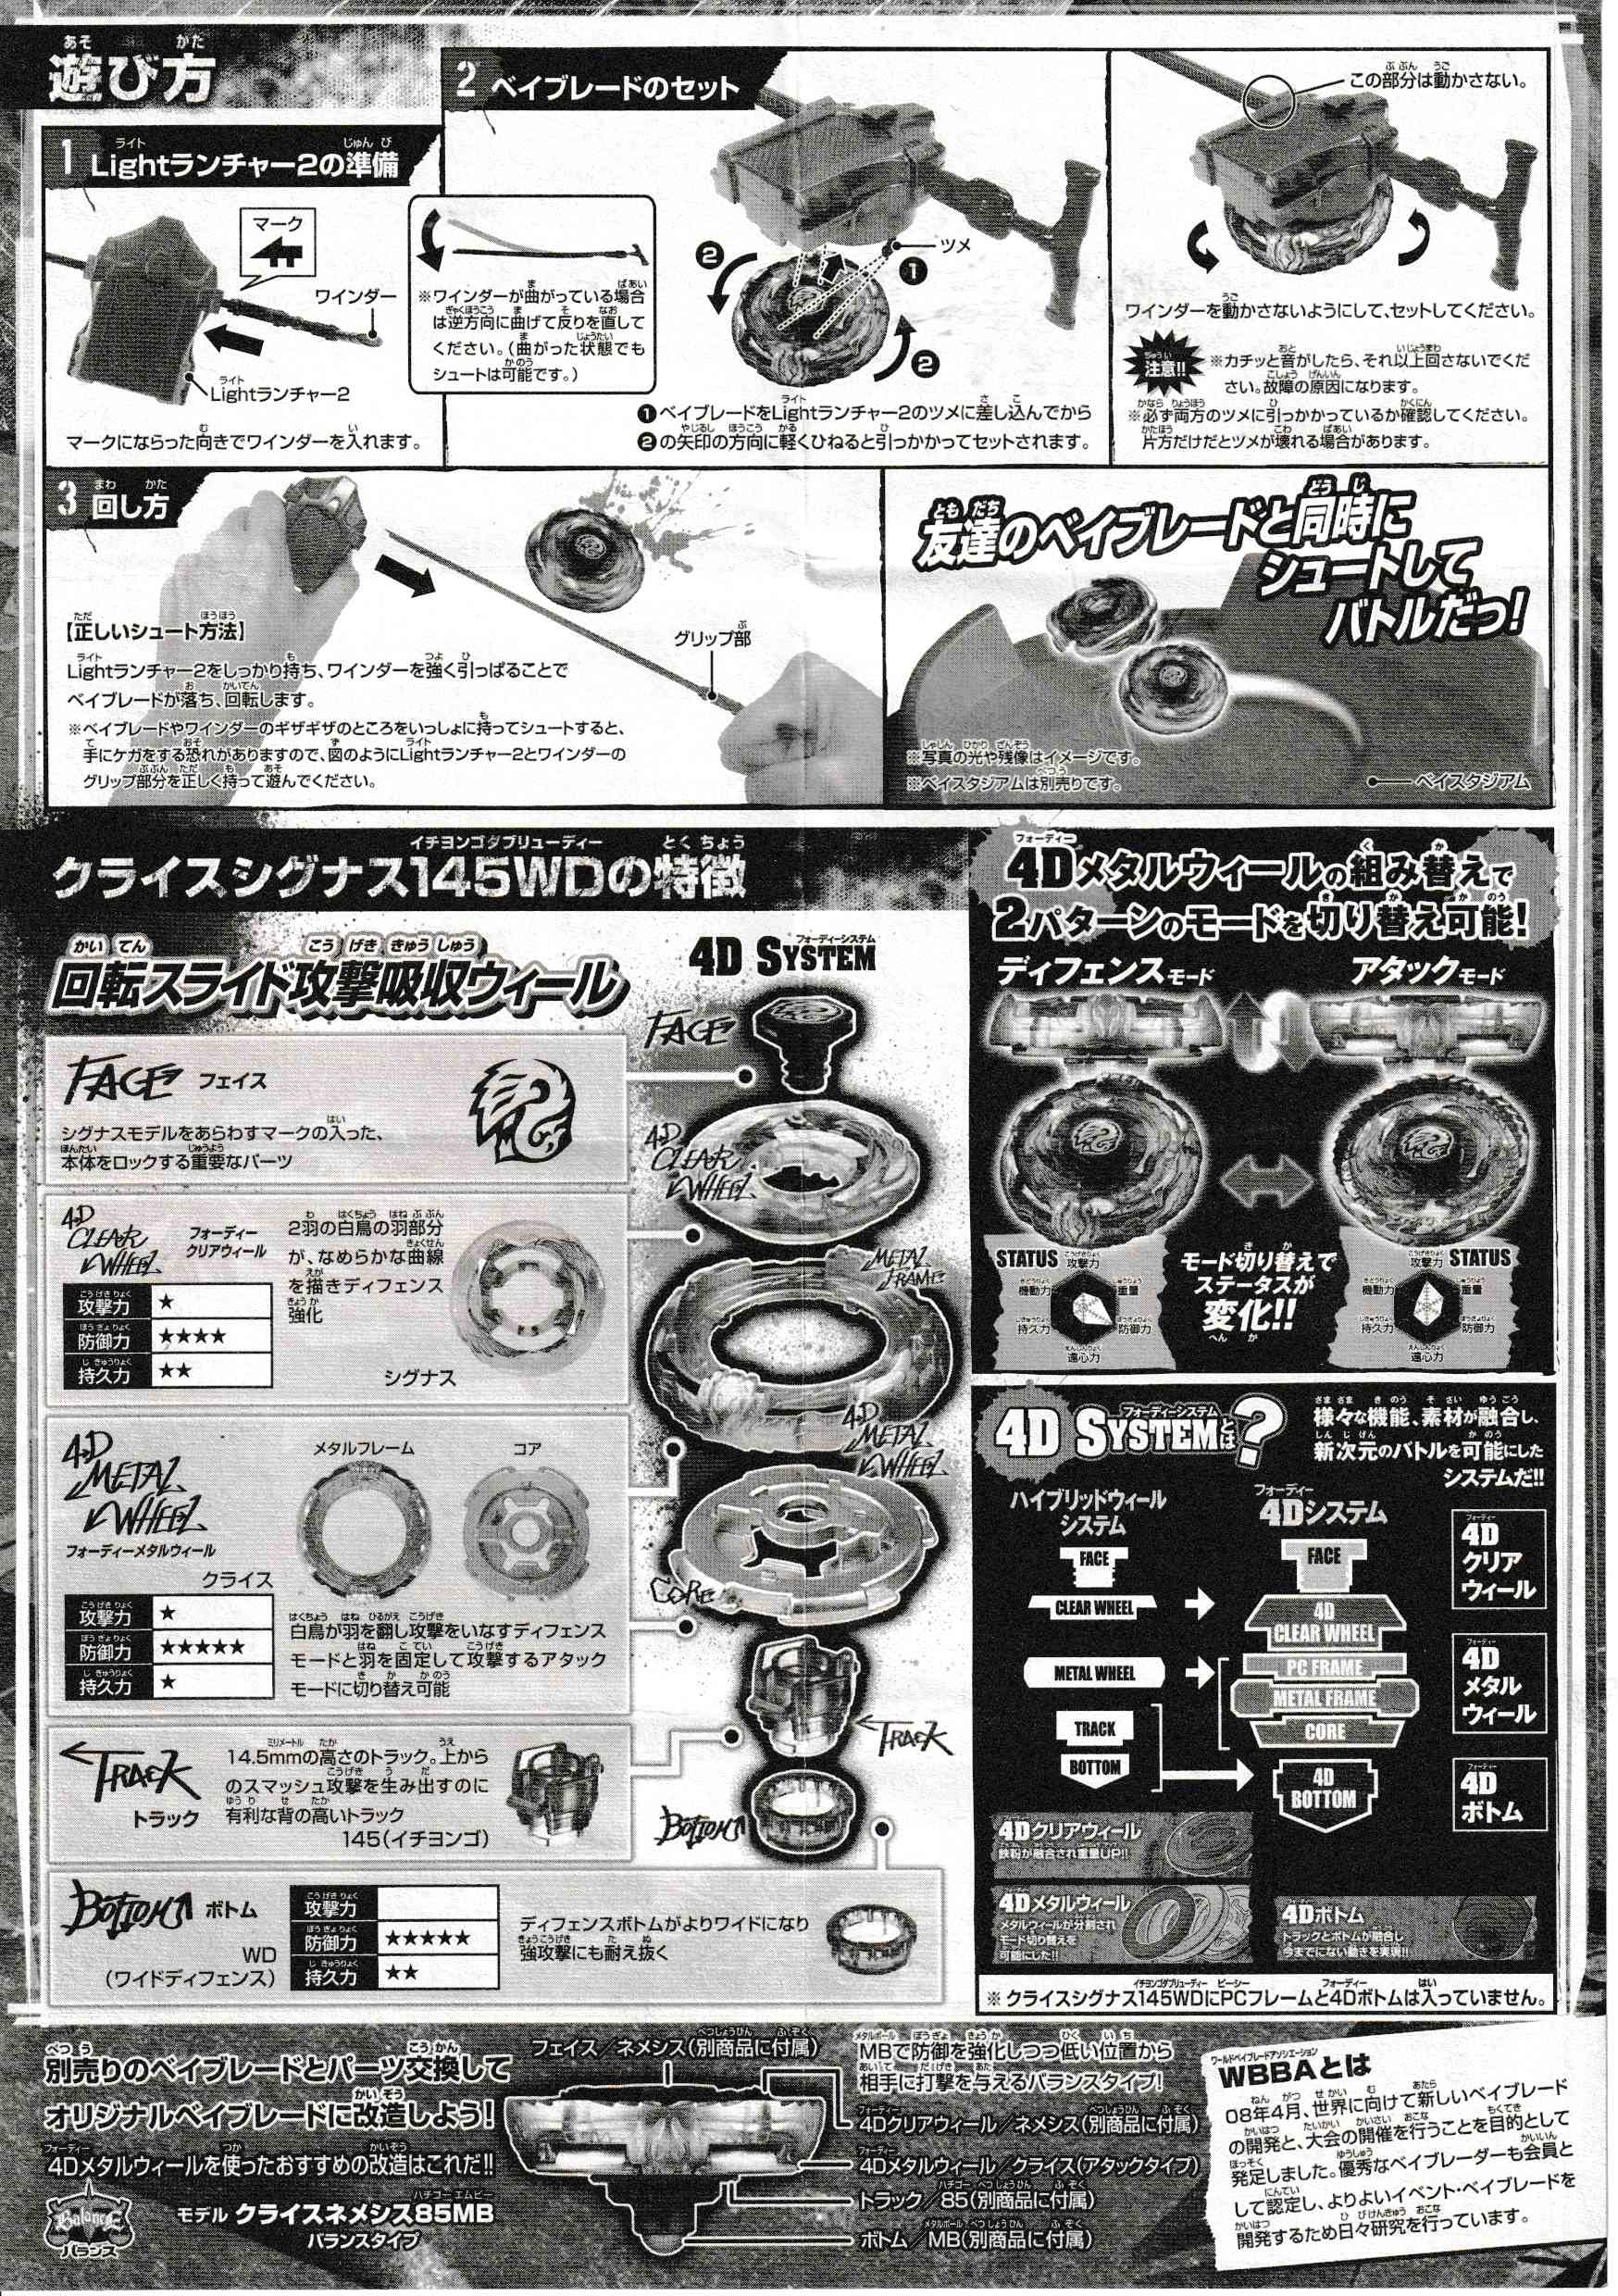 遊び方
1 Lightランチャー2の準備
マーク
ワインダー
Lightランチャー2
マークにならった向きでワインダーを入れます。
※ワインダーが曲がっている場合
は逆方向に曲げて反りを直して
ください。(曲がった状態でも
シュートは可能です。)
2 ベイブレードのセット
ツメ
❶
❷
❷
❶ベイブレードをLightランチャー2のツメに差し込んでから
❷の矢印の方向に軽くひねると引っかかってセットされます。
この部分は動かさない。
ワインダーを動かさないようにして、セットしてください。
注意!!
※カチッと音がしたら、それ以上回さないでくだ
さい。故障の原因になります。
※必ず両方のツメに引っかかっているか確認してください。
片方だけだとツメが壊れる場合があります。
3 回し方
【正しいシュート方法】
Lightランチャー2をしっかり持ち、ワインダーを強く引っぱることで
ベイブレードが落ち、回転します。
※ベイブレードやワインダーのギザギザのところをいっしょに持ってシュートすると、
手にケガをする恐れがありますので、図のようにLightランチャー2とワインダーの
グリップ部分を正しく持って遊んでください。
グリップ部
友達のベイブレードと同時に
シュートして
バトルだっ!
※写真の光や残像はイメージです。
※ベイスタジアムは別売りです。
ベイスタジアム
クライスシグナス145WDの特徴
回転スライド攻撃吸収ウィール
4D SYSTEM
FACE フェイス
シグナスモデルをあらわすマークの入った、
本体をロックする重要なパーツ
4D CLEAR WHEEL
フォーディー
クリアウィール
攻撃力 ★
防御力 ★★★★
持久力 ★★
2羽の白鳥の羽部分
が、なめらかな曲線
を描きディフェンス
強化
シグナス
4D METAL WHEEL
フォーディーメタルウィール
クライス
メタルフレーム
コア
攻撃力 ★
防御力 ★★★★★
持久力 ★
白鳥が羽を翻し攻撃をいなすディフェンス
モードと羽を固定して攻撃するアタック
モードに切り替え可能
TRACK
トラック
14.5mmの高さのトラック。上から
のスマッシュ攻撃を生み出すのに
有利な背の高いトラック
145(イチヨンゴ)
BOTTOM ボトム
WD
(ワイドディフェンス)
攻撃力
防御力 ★★★★★
持久力 ★★
ディフェンスボトムがよりワイドになり
強攻撃にも耐え抜く
FACE
4D CLEAR WHEEL
METAL FRAME
4D METAL WHEEL
CORE
TRACK
BOTTOM
4Dメタルウィールの組み替えで
2パターンのモードを切り替え可能!
ディフェンスモード
アタックモード
STATUS
攻撃力
重量
防御力
遠心力
持久力
機動力
モード切り替えで
ステータスが
変化!!
STATUS
攻撃力
重量
防御力
遠心力
持久力
機動力
4D SYSTEMとは?
様々な機能、素材が融合し、
新次元のバトルを可能にした
システムだ!!
ハイブリッドウィール
システム
FACE
CLEAR WHEEL
METAL WHEEL
TRACK
BOTTOM
4Dシステム
FACE
4D
CLEAR WHEEL
PC FRAME
METAL FRAME
CORE
4D
BOTTOM
4D
クリア
ウィール
4D
メタル
ウィール
4D
ボトム
4Dクリアウィール
鉄粉が融合され重量UP!!
4Dメタルウィール
メタルウィールが分割され
モード切り替えを
可能にした!!
4Dボトム
トラックとボトムが融合し
今までにない動きを実現!!
※ クライスシグナス145WDにPCフレームと4Dボトムは入っていません。
別売りのベイブレードとパーツ交換して
オリジナルベイブレードに改造しよう!
4Dメタルウィールを使ったおすすめの改造はこれだ!!
Balance
バランス
モデル クライスネメシス85MB
バランスタイプ
フェイス/ネメシス(別商品に付属)
MBで防御を強化しつつ低い位置から
相手に打撃を与えるバランスタイプ!
4Dクリアウィール/ネメシス(別商品に付属)
4Dメタルウィール/クライス(アタックタイプ)
トラック/85(別商品に付属)
ボトム/MB(別商品に付属)
WBBAとは
08年4月、世界に向けて新しいベイブレード
の開発と、大会の開催を行うことを目的として
発足しました。優秀なベイブレーダーも会員と
して認定し、よりよいイベント・ベイブレードを
開発するため日々研究を行っています。